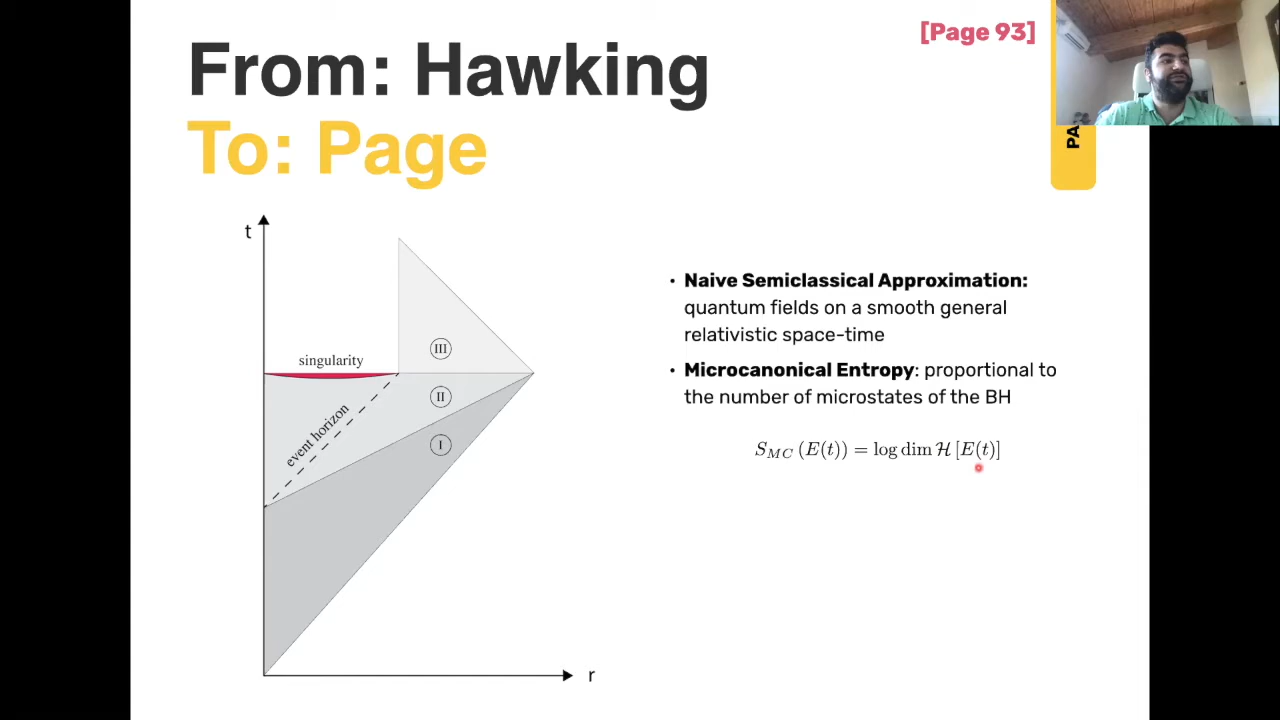 [Page 93]
From: Hawking
To: Page
PA
t
singularity
III
II
event horizon
I
r
• Naive Semiclassical Approximation:
quantum fields on a smooth general
relativistic space-time
• Microcanonical Entropy: proportional to
the number of microstates of the BH
S_{MC} (E(t)) = log dim ℋ [E(t)]